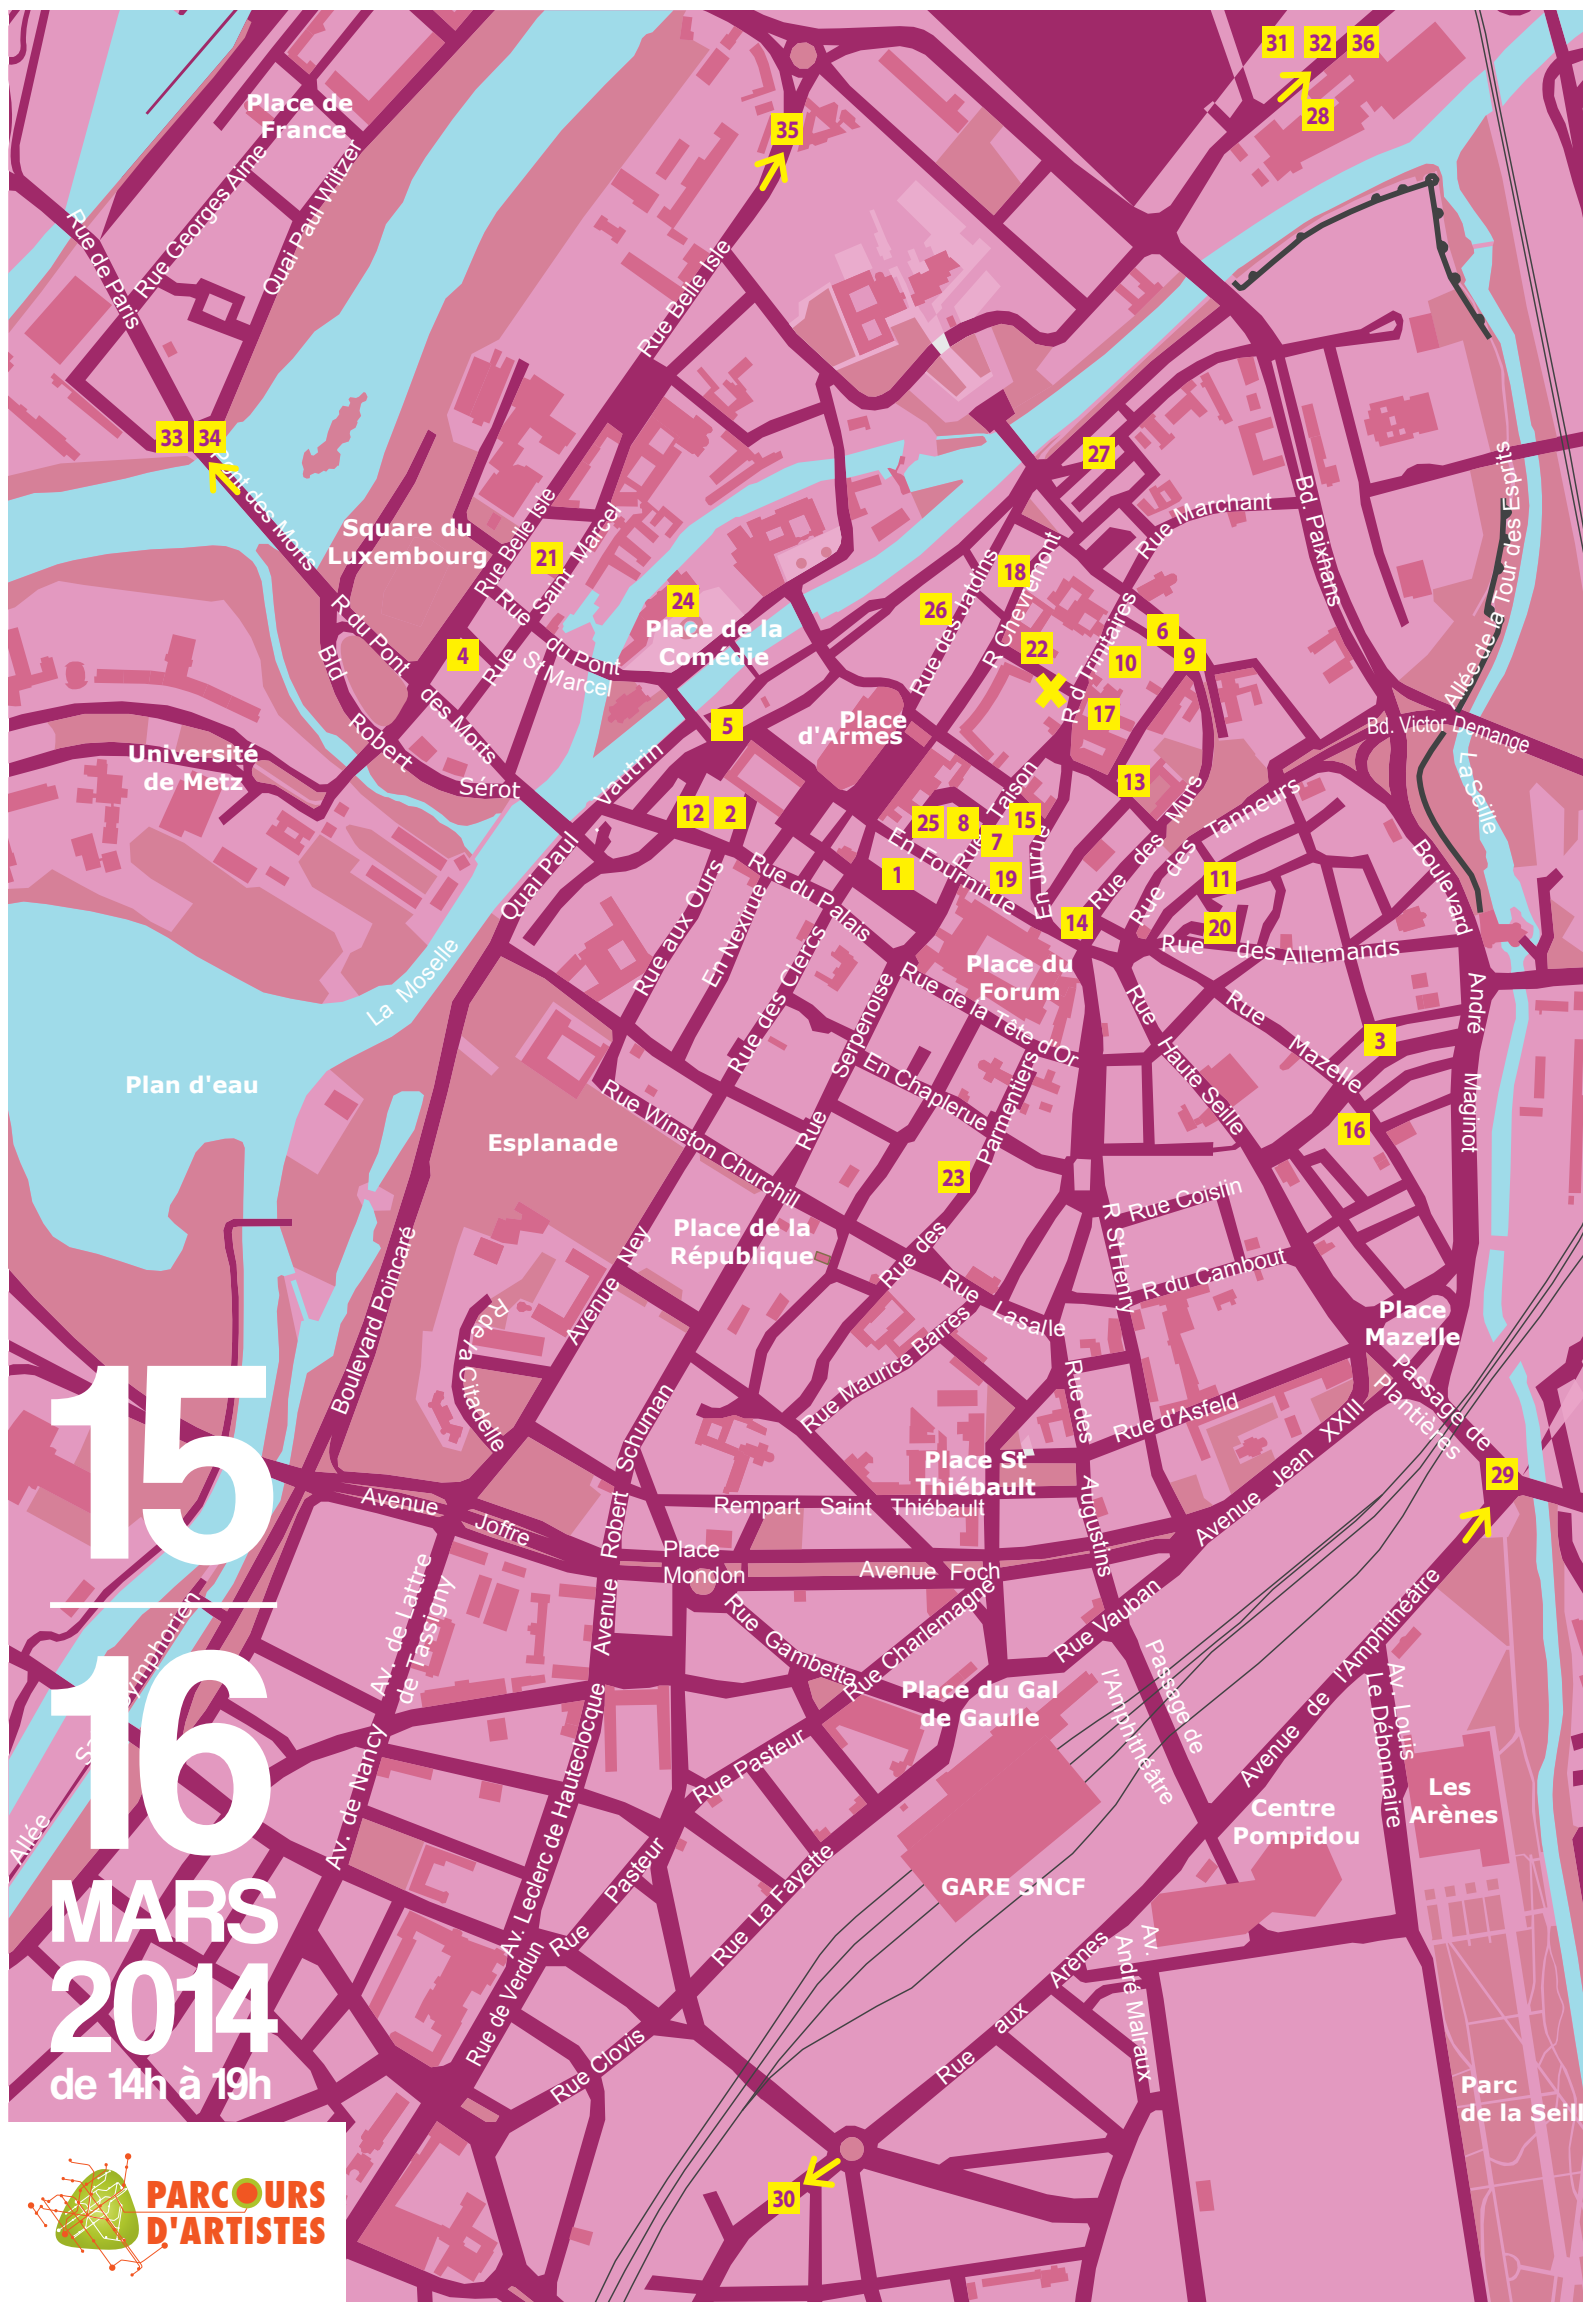 31 32 36
28
Place de
France
35
Rue Georges Aime
Quai Paul Wiltzer
Rue de Paris
Rue Belle Isle
33 34
Pont des Morts
27
Square du
Luxembourg
Rue Belle Isle
21
Rue Saint Marcel
Rue du Pont
St Marcel
24
Place de la
Comédie
Rue Marchant
Bd. Paixhans
Allée de la Tour des Esprits
18
R Chèvremont
Rue des Jatdins
26
22
6
10
9
R d Trinitaires
17
R du Pont des Morts
4
Bld Robert Sérot
5
Place
d'Armes
Bd. Victor Demange
La Seille
Université
de Metz
Quai Paul Vautrin
12 2
13
Rue Taison
25 8
15
7
19
1
En Fournirue
En Jurue
Rue des Murs
Rue des Tanneurs
11
14
20
Rue des Allemands
Boulevard André Maginot
Rue du Palais
Rue aux Ours
En Nexirue
Rue des Clercs
La Moselle
Place du
Forum
Rue de la Tête d'Or
Rue Serpenoise
En Chaplerue
Rue Mazelle
3
Rue Haute Seille
16
Plan d'eau
Esplanade
Rue Winston Churchill
Rue des Parmentiers
23
Rue Coislin
R St Henry
R du Cambout
Place de la
République
Avenue Ney
Boulevard Poincaré
R de la Citadelle
Rue Lasalle
Rue Maurice Barrès
Place
Mazelle
Passage de
Plantières
Rue des Augustins
Rue d'Asfeld
Avenue Jean XXIII
29
Place St
Thiébault
Rempart Saint Thiébault
Avenue Robert Schuman
Avenue Joffre
Place
Mondon
Avenue Foch
Av. de Lattre
de Tassigny
Rue Gambetta
Rue Charlemagne
Rue Vauban
Passage de
l'Amphithéâtre
Avenue de l'Amphithéâtre
Av. Louis
Le Débonnaire
Place du Gal
de Gaulle
Les
Arènes
Centre
Pompidou
GARE SNCF
Av. de Nancy
Av. Leclerc de Hauteclocque
Rue Pasteur
Rue Pasteur
Rue La Fayette
Rue de Verdun
Rue Clovis
Rue aux Arènes
Av.
André Malraux
Parc
de la Seill
30
Allée Symphorien
15
16
MARS
2014
de 14h à 19h
PARCOURS
D'ARTISTES